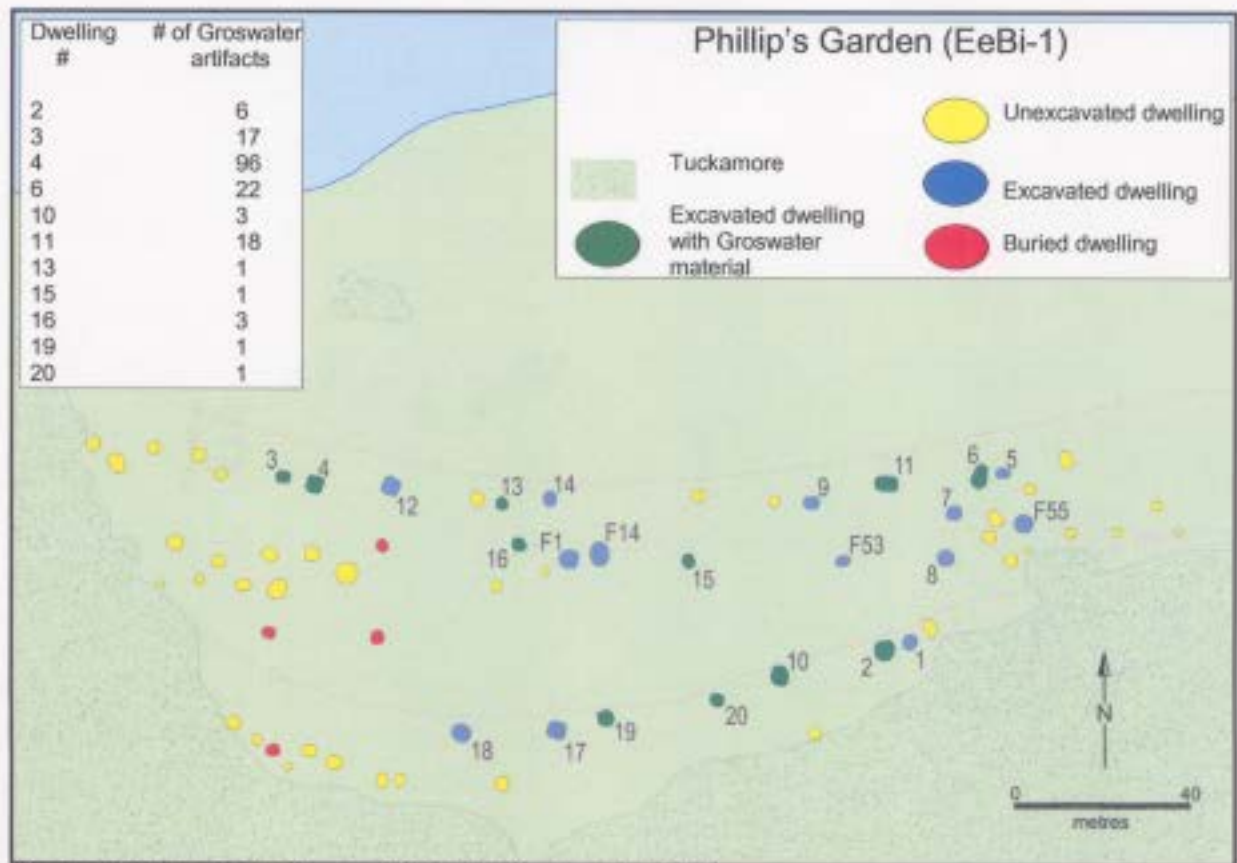 Dwelling # of Groswater
# artifacts
2 6
3 17
4 96
6 22
10 3
11 18
13 1
15 1
16 3
19 1
20 1
Phillip's Garden (EeBi-1)
Unexcavated dwelling
Tuckamore
Excavated dwelling
Excavated dwelling
with Groswater
material
Buried dwelling
3 4 12 13 14 9 11 6 5
7 F55
16 F1 F14 15 F53 8
10 2 1
18 17 19 20
N
0 40
metres